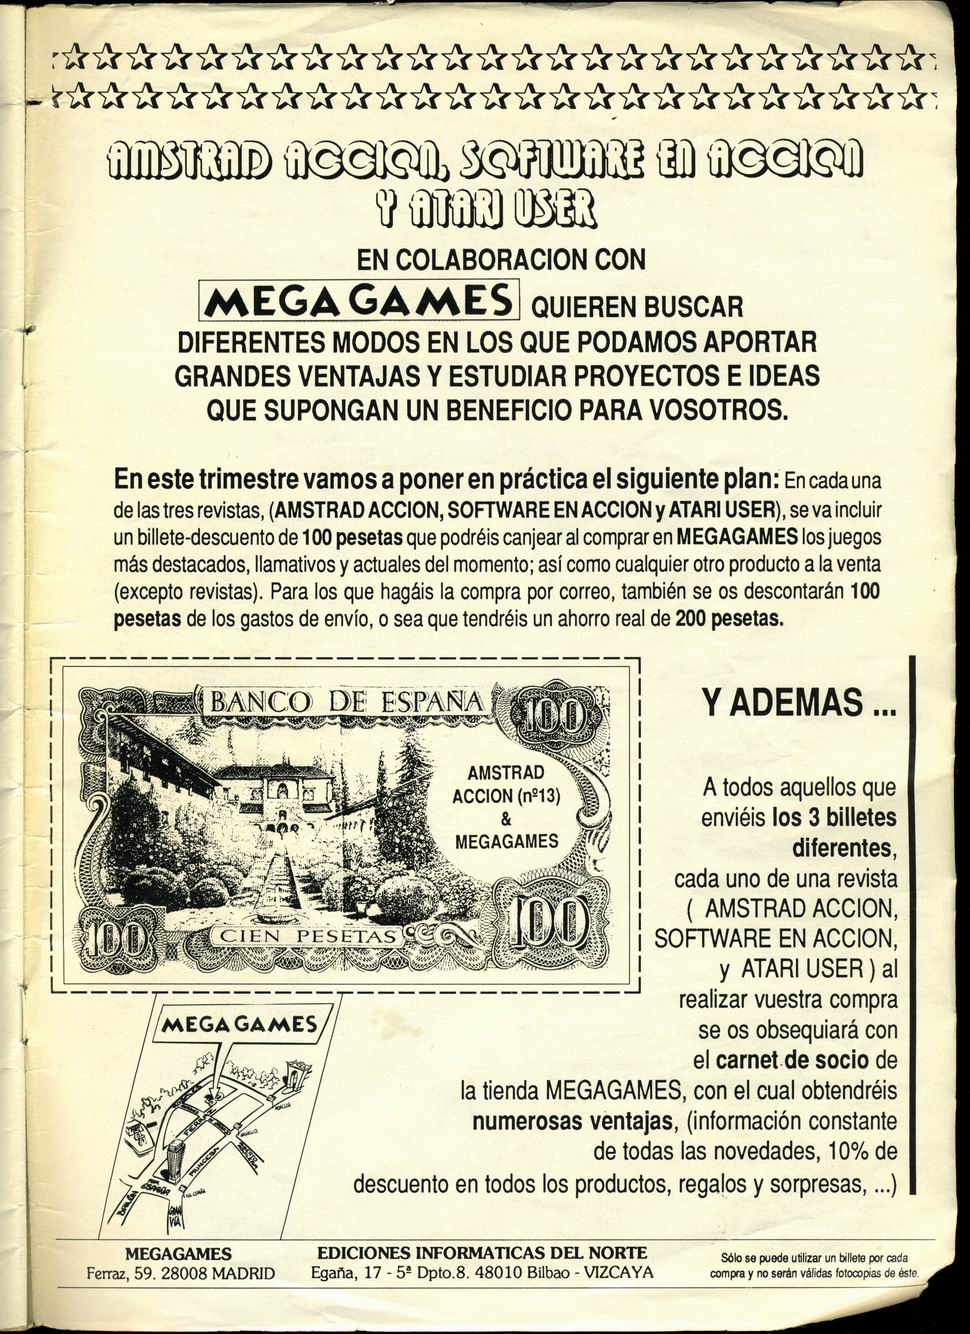 AMSTRAD ACCION, SOFTWARE EN ACCION
Y ATARI USER
EN COLABORACION CON
MEGA GAMES QUIEREN BUSCAR
DIFERENTES MODOS EN LOS QUE PODAMOS APORTAR
GRANDES VENTAJAS Y ESTUDIAR PROYECTOS E IDEAS
QUE SUPONGAN UN BENEFICIO PARA VOSOTROS.
En este trimestre vamos a poner en práctica el siguiente plan: En cada una
de las tres revistas, (AMSTRAD ACCION, SOFTWARE EN ACCION y ATARI USER), se va incluir
un billete-descuento de 100 pesetas que podréis canjear al comprar en MEGAGAMES los juegos
más destacados, llamativos y actuales del momento; así como cualquier otro producto a la venta
(excepto revistas). Para los que hagáis la compra por correo, también se os descontarán 100
pesetas de los gastos de envío, o sea que tendréis un ahorro real de 200 pesetas.
BANCO DE ESPAÑA
100
AMSTRAD
ACCION (nº13)
&
MEGAGAMES
100
CIEN PESETAS
100
Y ADEMAS ...
A todos aquellos que
enviéis los 3 billetes
diferentes,
cada uno de una revista
( AMSTRAD ACCION,
SOFTWARE EN ACCION,
y ATARI USER ) al
realizar vuestra compra
se os obsequiará con
el carnet de socio de
la tienda MEGAGAMES, con el cual obtendréis
numerosas ventajas, (información constante
de todas las novedades, 10% de
descuento en todos los productos, regalos y sorpresas, ...)
MEGA GAMES
PRINCESA
ESPAÑA
GRAN
VÍA
MEGAGAMES
Ferraz, 59. 28008 MADRID
EDICIONES INFORMATICAS DEL NORTE
Egaña, 17 - 5ª Dpto.8. 48010 Bilbao - VIZCAYA
Sólo se puede utilizar un billete por cada
compra y no serán válidas fotocopias de éste.